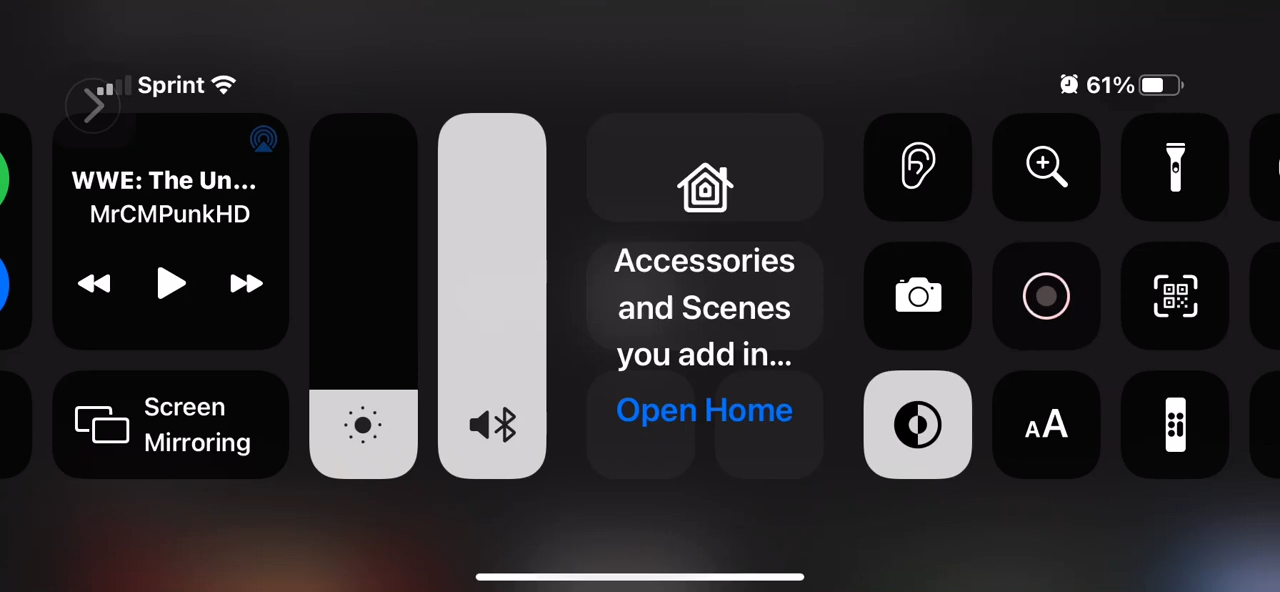 Sprint
61%
WWE: The Un...
MrCMPunkHD
Screen
Mirroring
Accessories
and Scenes
you add in...
Open Home
AA